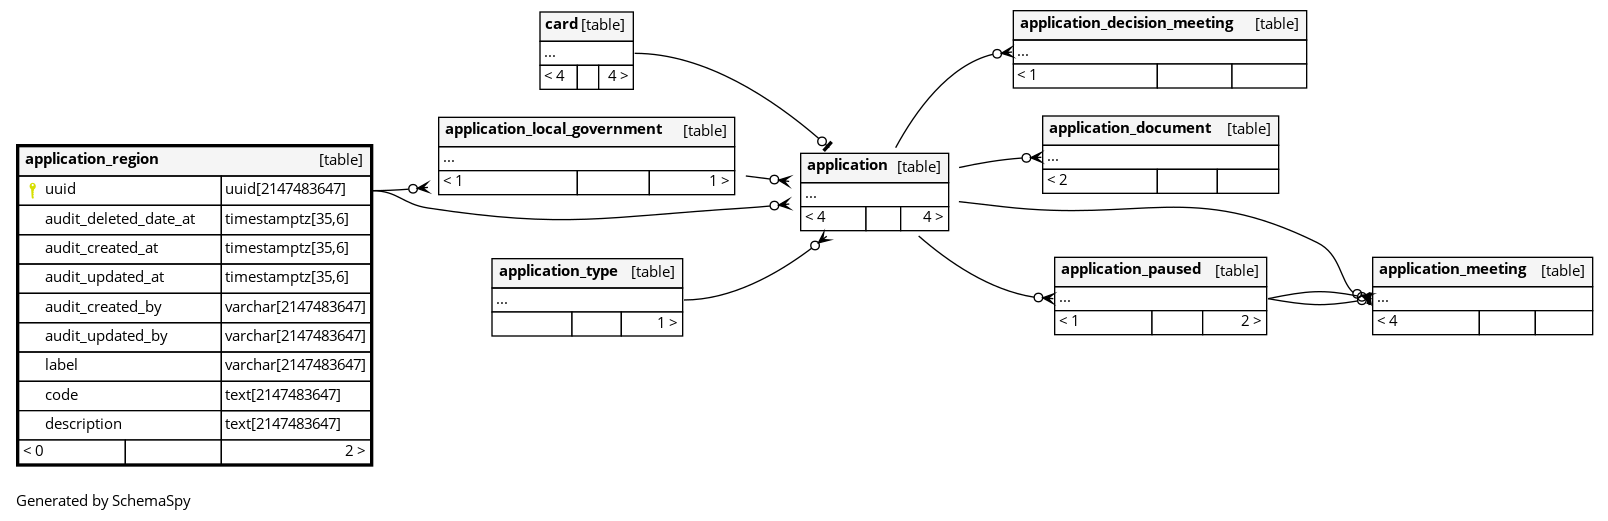 card [table]
...
< 4 4 >
application_decision_meeting [table]
...
< 1
application_local_government [table]
...
< 1 1 >
application_document [table]
...
< 2
application_region [table]
uuid uuid[2147483647]
audit_deleted_date_at timestamptz[35,6]
audit_created_at timestamptz[35,6]
audit_updated_at timestamptz[35,6]
audit_created_by varchar[2147483647]
audit_updated_by varchar[2147483647]
label varchar[2147483647]
code text[2147483647]
description text[2147483647]
< 0 2 >
application [table]
...
< 4 4 >
application_type [table]
...
1 >
application_paused [table]
...
< 1 2 >
application_meeting [table]
...
< 4
Generated by SchemaSpy